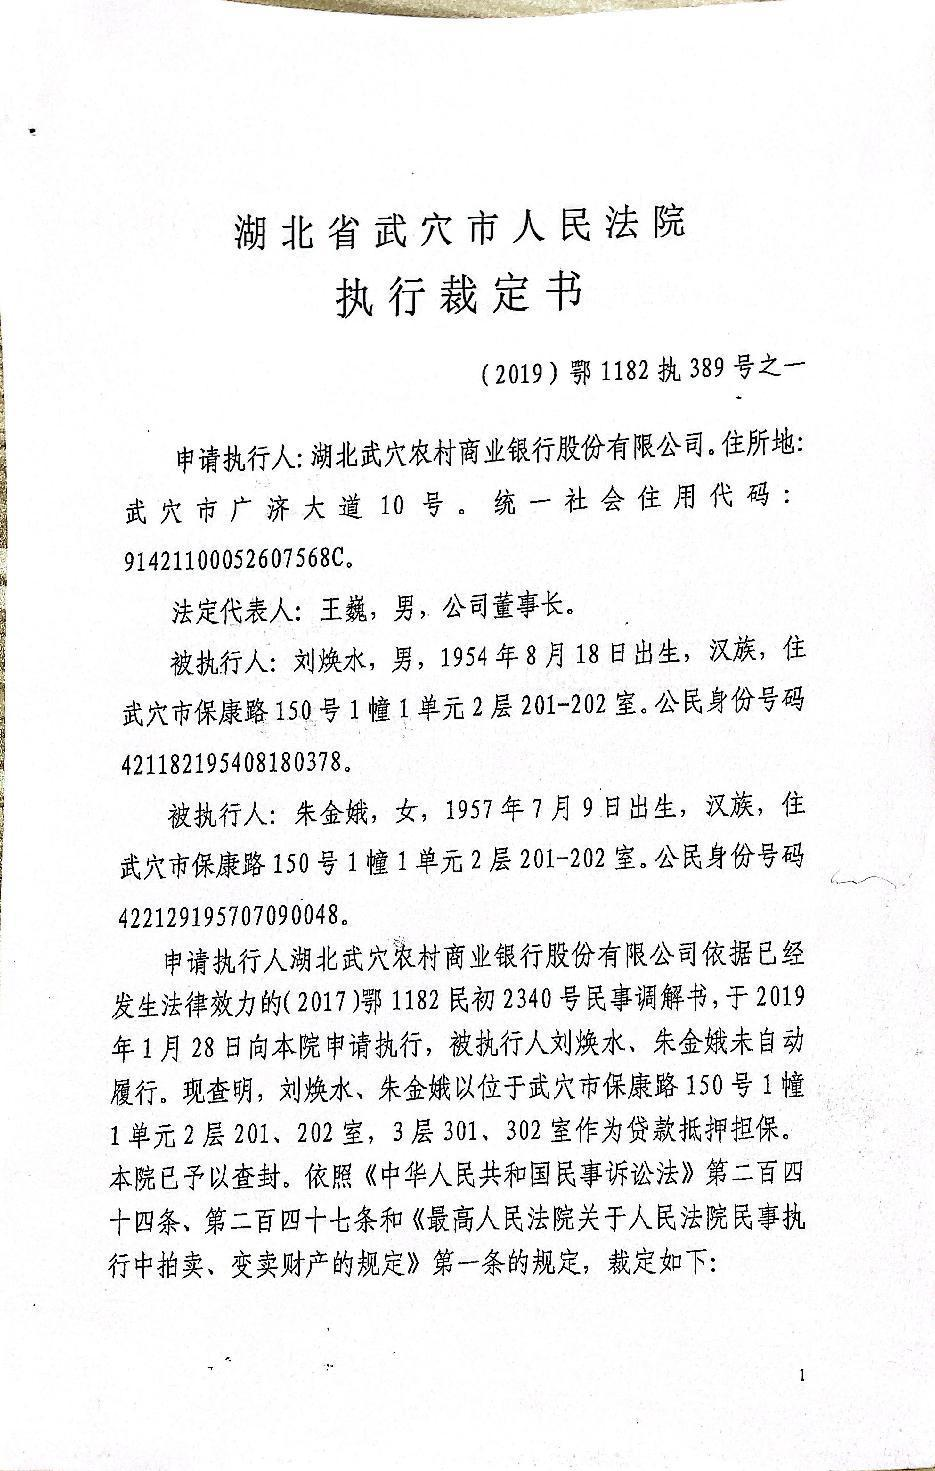 湖北省武穴市人民法院
执行裁定书
（2019）鄂1182执389号之一
申请执行人：湖北武穴农村商业银行股份有限公司。住所地：
武穴市广济大道10号。统一社会住用代码：
91421100052607568C。
法定代表人：王巍，男，公司董事长。
被执行人：刘焕水，男，1954年8月18日出生，汉族，住
武穴市保康路150号1幢1单元2层201-202室。公民身份号码
421182195408180378。
被执行人：朱金娥，女，1957年7月9日出生，汉族，住
武穴市保康路150号1幢1单元2层201-202室。公民身份号码
422129195707090048。
申请执行人湖北武穴农村商业银行股份有限公司依据已经
发生法律效力的（2017）鄂1182民初2340号民事调解书，于2019
年1月28日向本院申请执行，被执行人刘焕水、朱金娥未自动
履行。现查明，刘焕水、朱金娥以位于武穴市保康路150号1幢
1单元2层201、202室，3层301、302室作为贷款抵押担保。
本院已予以查封。依照《中华人民共和国民事诉讼法》第二百四
十四条、第二百四十七条和《最高人民法院关于人民法院民事执
行中拍卖、变卖财产的规定》第一条的规定，裁定如下：
1